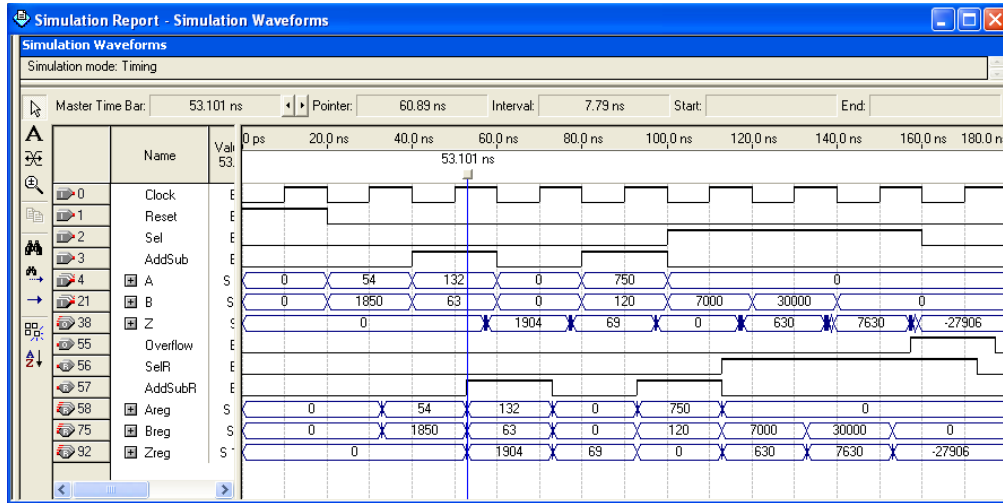 Simulation Report - Simulation Waveforms
Simulation Waveforms
Simulation mode: Timing
Master Time Bar: 53.101 ns Pointer: 60.89 ns Interval: 7.79 ns Start: End:
Name
53.
0 ps 20.0 ns 40.0 ns 60.0 ns 80.0 ns 100.0 ns 120.0 ns 140.0 ns 160.0 ns 180.0
53.101 ns
0 Clock
1 Reset
2 Sel
3 AddSub
4 A S 0 54 132 0 750 0
21 B S 0 1850 63 0 120 7000 30000 0
38 Z 0 1904 69 0 630 7630 -27906
55 Overflow
56 SelR
57 AddSubR
58 Areg S 0 54 132 0 750 0
75 Breg S 0 1850 63 0 120 7000 30000 0
92 Zreg S 0 1904 69 0 630 7630 -27906